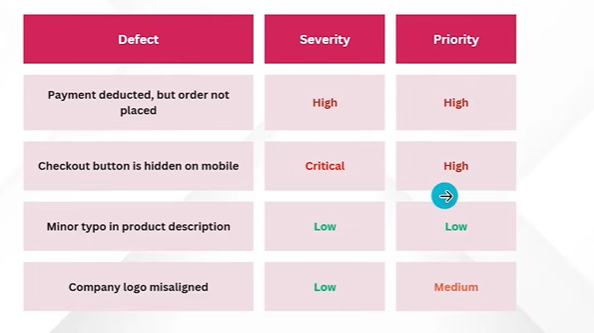 Defect Severity Priority
Payment deducted, but order not
placed
High High
Checkout button is hidden on mobile Critical High
Minor typo in product description Low Low
Company logo misaligned Low Medium